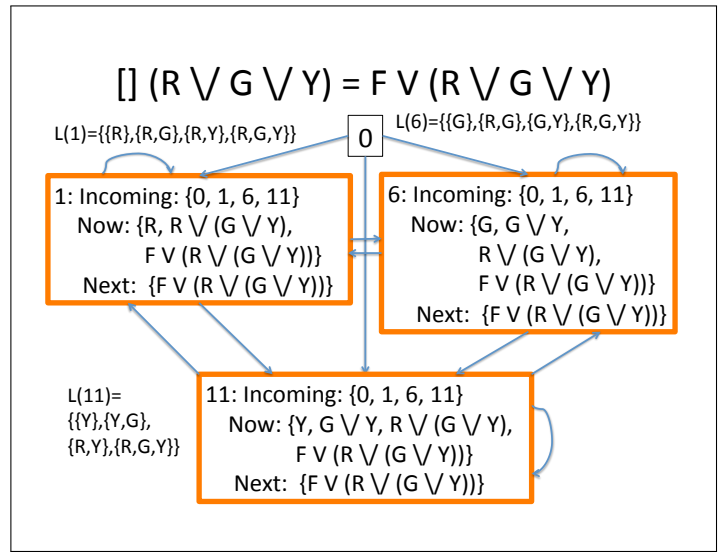 [] (R \/ G \/ Y) = F V (R \/ G \/ Y)
L(1)={{R},{R,G},{R,Y},{R,G,Y}}
0
L(6)={{G},{R,G},{G,Y},{R,G,Y}}
1: Incoming: {0, 1, 6, 11}
Now: {R, R \/ (G \/ Y),
F V (R \/ (G \/ Y))}
Next: {F V (R \/ (G \/ Y))}
6: Incoming: {0, 1, 6, 11}
Now: {G, G \/ Y,
R \/ (G \/ Y),
F V (R \/ (G \/ Y))}
Next: {F V (R \/ (G \/ Y))}
L(11)=
{{Y},{Y,G},
{R,Y},{R,G,Y}}
11: Incoming: {0, 1, 6, 11}
Now: {Y, G \/ Y, R \/ (G \/ Y),
F V (R \/ (G \/ Y))}
Next: {F V (R \/ (G \/ Y))}